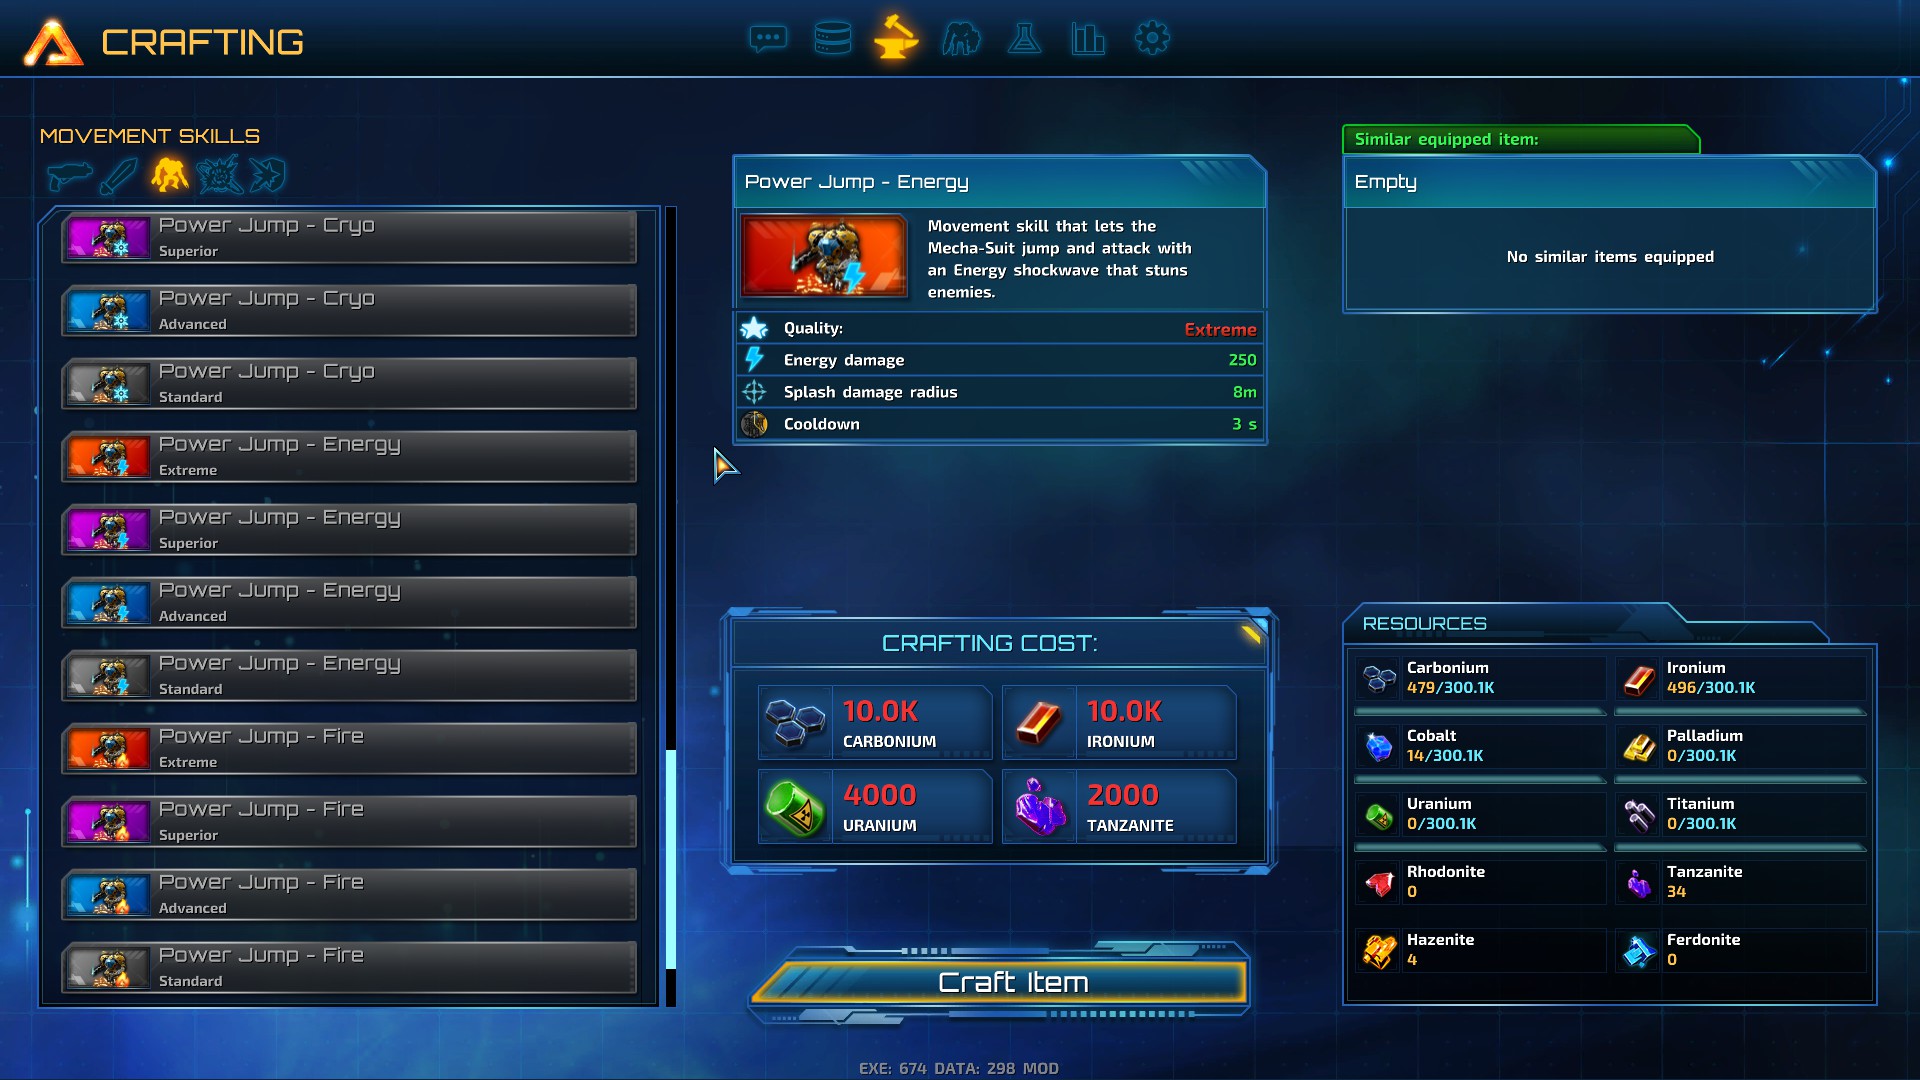 CRAFTING
MOVEMENT SKILLS
Power Jump - Cryo
Superior
Power Jump - Cryo
Advanced
Power Jump - Cryo
Standard
Power Jump - Energy
Extreme
Power Jump - Energy
Superior
Power Jump - Energy
Advanced
Power Jump - Energy
Standard
Power Jump - Fire
Extreme
Power Jump - Fire
Superior
Power Jump - Fire
Advanced
Power Jump - Fire
Standard
Power Jump - Energy
Movement skill that lets the
Mecha-Suit jump and attack with
an Energy shockwave that stuns
enemies.
Quality: Extreme
Energy damage 250
Splash damage radius 8m
Cooldown 3 s
Similar equipped item:
Empty
No similar items equipped
CRAFTING COST:
10.0K
CARBONIUM
10.0K
IRONIUM
4000
URANIUM
2000
TANZANITE
Craft Item
RESOURCES
Carbonium
479/300.1K
Ironium
496/300.1K
Cobalt
14/300.1K
Palladium
0/300.1K
Uranium
0/300.1K
Titanium
0/300.1K
Rhodonite
0
Tanzanite
34
Hazenite
4
Ferdonite
0
EXE: 674 DATA: 298 MOD